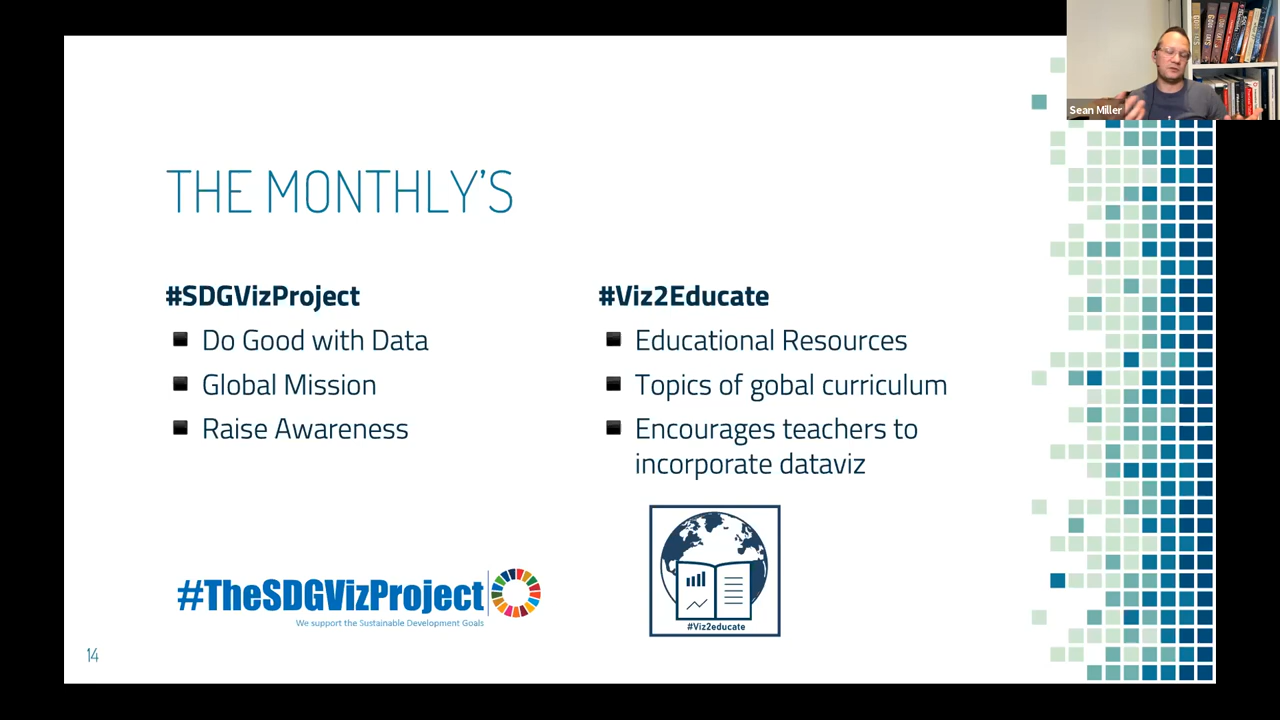 Sean Miller
THE MONTHLY'S
#SDGVizProject
Do Good with Data
Global Mission
Raise Awareness
#Viz2Educate
Educational Resources
Topics of gobal curriculum
Encourages teachers to
incorporate dataviz
#TheSDGVizProject
We support the Sustainable Development Goals
#Viz2educate
14